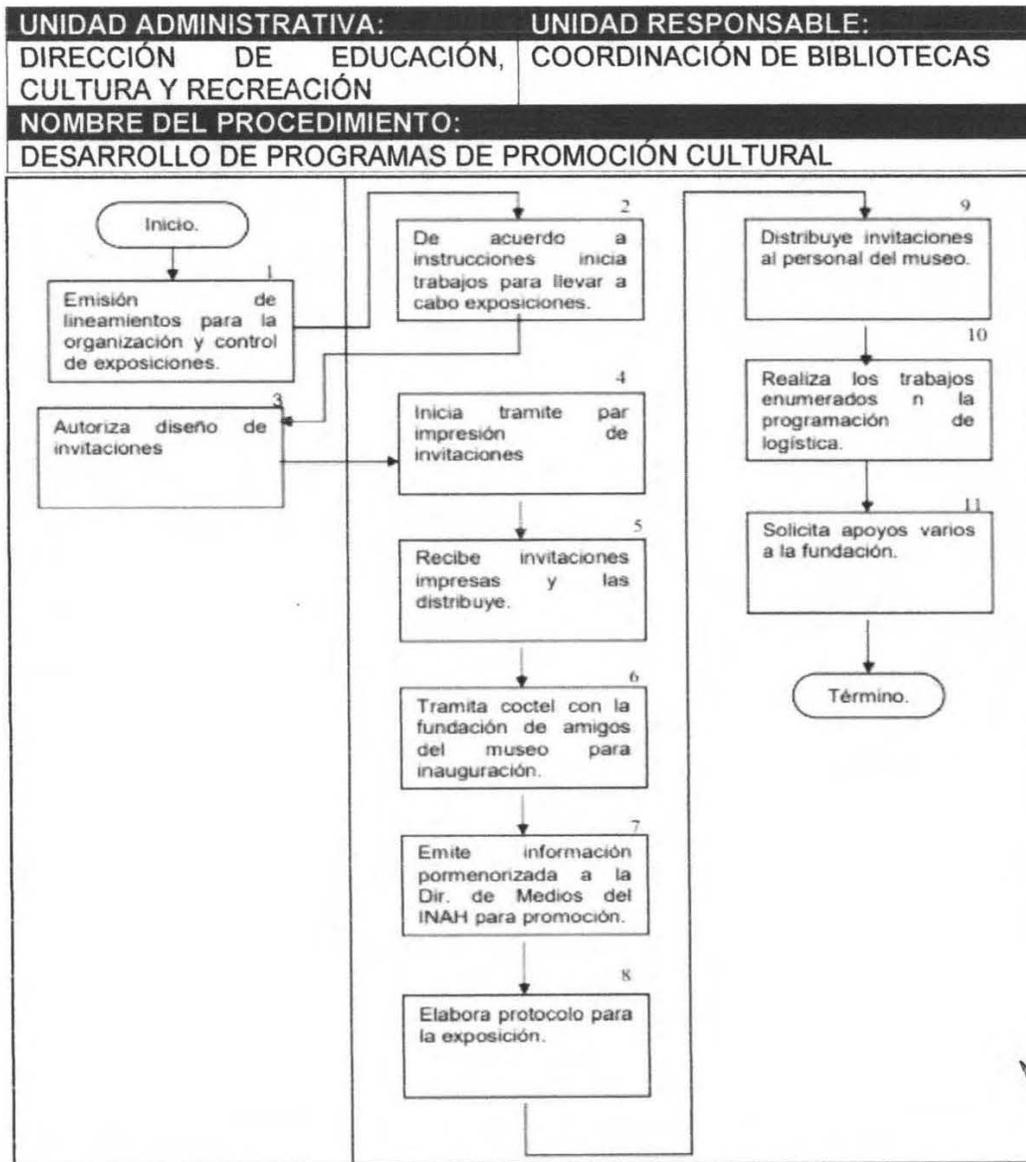 UNIDAD ADMINISTRATIVA:
UNIDAD RESPONSABLE:
DIRECCIÓN DE EDUCACIÓN,
CULTURA Y RECREACIÓN
COORDINACIÓN DE BIBLIOTECAS
NOMBRE DEL PROCEDIMIENTO:
DESARROLLO DE PROGRAMAS DE PROMOCIÓN CULTURAL
Inicio.
1
Emisión de
lineamientos para la
organización y control
de exposiciones.
2
De acuerdo a
instrucciones inicia
trabajos para llevar a
cabo exposiciones.
3
Autoriza diseño de
invitaciones
4
Inicia tramite par
impresión de
invitaciones
5
Recibe invitaciones
impresas y las
distribuye.
6
Tramita coctel con la
fundación de amigos
del museo para
inauguración.
7
Emite información
pormenorizada a la
Dir. de Medios del
INAH para promoción.
8
Elabora protocolo para
la exposición.
9
Distribuye invitaciones
al personal del museo.
10
Realiza los trabajos
enumerados n la
programación de
logística.
11
Solicita apoyos varios
a la fundación.
Término.